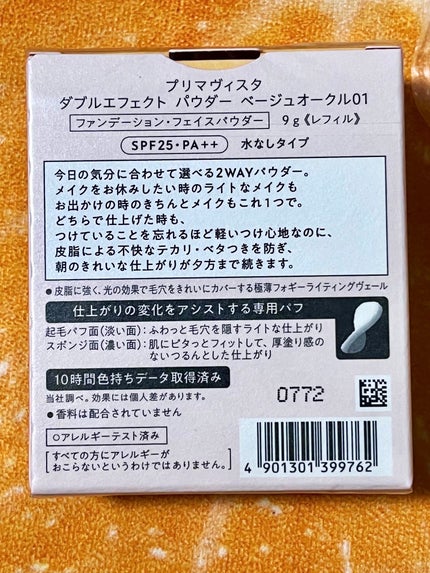 プリマヴィスタ
ダブルエフェクト パウダー ベージュオークル01
ファンデーション・フェイスパウダー 9g《レフィル》
SPF25・PA++ 水なしタイプ
今日の気分に合わせて選べる2WAYパウダー。
メイクをお休みしたい時のライトなメイクも
お出かけの時のきちんとメイクもこれ1つで。
どちらで仕上げた時も、
つけていることを忘れるほど軽いつけ心地なのに、
皮脂による不快なテカリ・ベタつきを防ぎ、
朝のきれいな仕上がりが夕方まで続きます。
●皮脂に強く、光の効果で毛穴をきれいにカバーする極薄フォギーライティングヴェール
仕上がりの変化をアシストする専用パフ
起毛パフ面(淡い面):ふわっと毛穴を隠すライトな仕上がり
スポンジ面(濃い面):肌にピタっとフィットして、厚塗り感の
ないつるんとした仕上がり
10時間色持ちデータ取得済み
当社調べ。効果には個人差があります。
●香料は配合されていません
0772
○アレルギーテスト済み
[すべての方にアレルギーが
おこらないというわけではありません。]
4 901301 399762